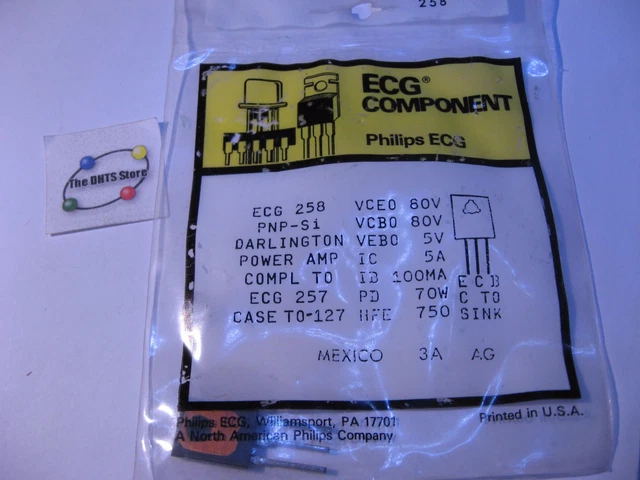 258
ECG® COMPONENT
Philips ECG
The DHTS Store
ECG 258 VCEO 80V
PNP-Si VCBO 80V
DARLINGTON VEBO 5V
POWER AMP IC 5A
COMPL TO IB 100MA E C B
ECG 257 PD 70W C TO
CASE TO-127 HFE 750 SINK
MEXICO 3A AG
Philips ECG, Williamsport, PA 17701
A North American Philips Company
Printed in U.S.A.